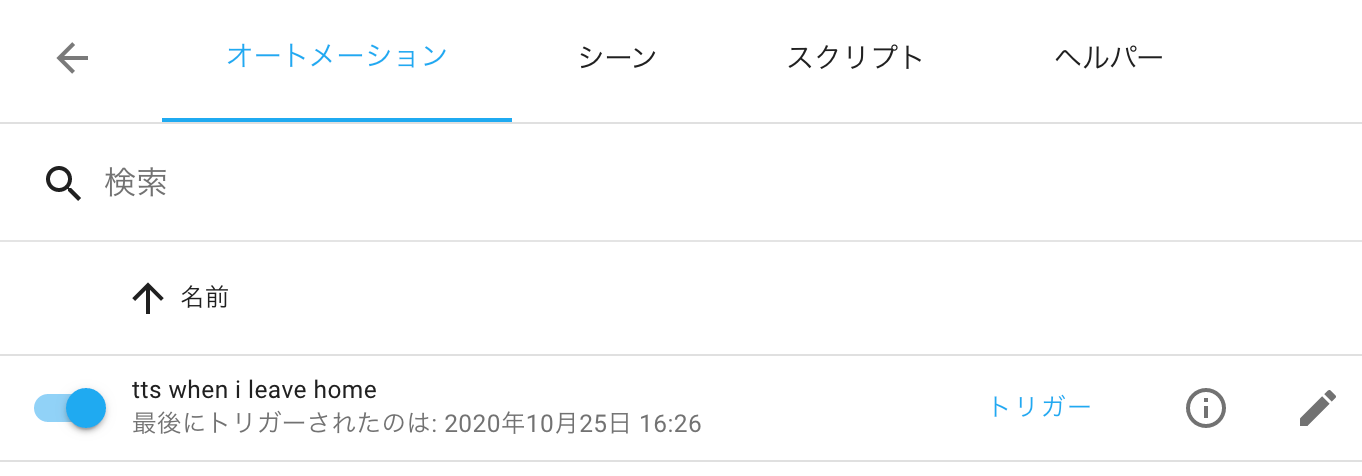 オートメーション シーン スクリプト ヘルパー
検索
名前
tts when i leave home
最後にトリガーされたのは: 2020年10月25日 16:26
トリガー